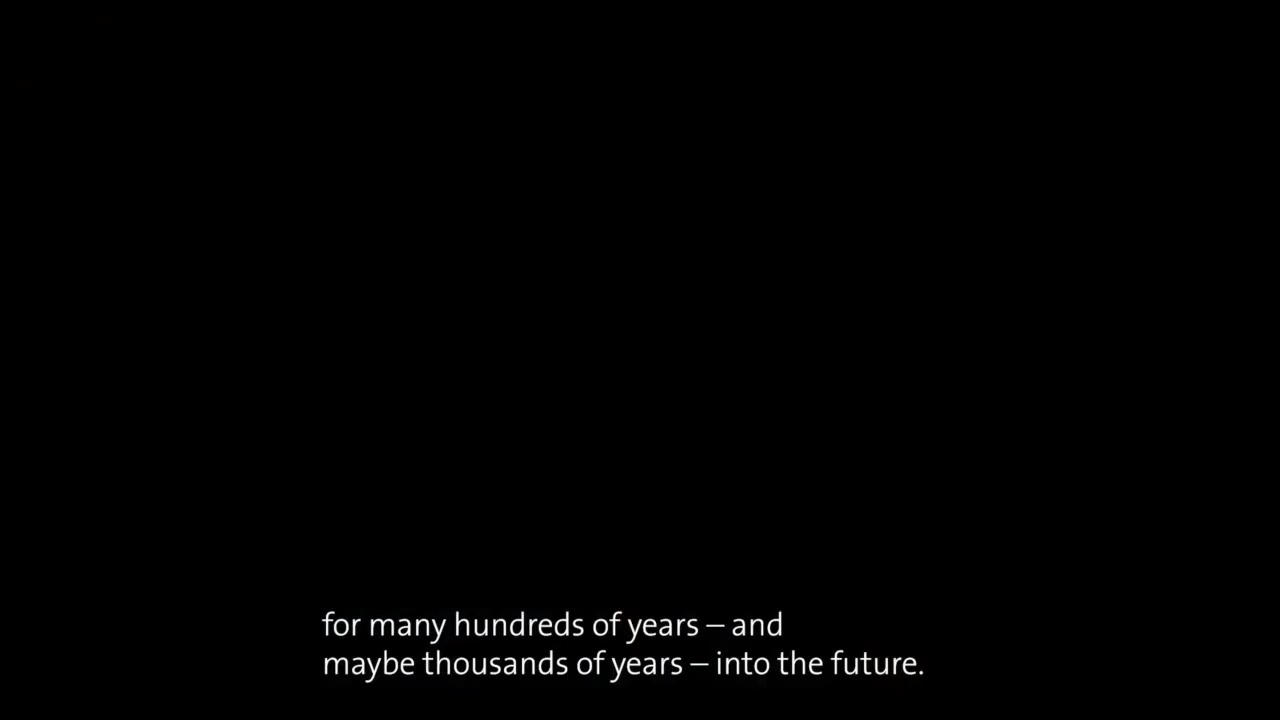 for many hundreds of years – and
maybe thousands of years – into the future.